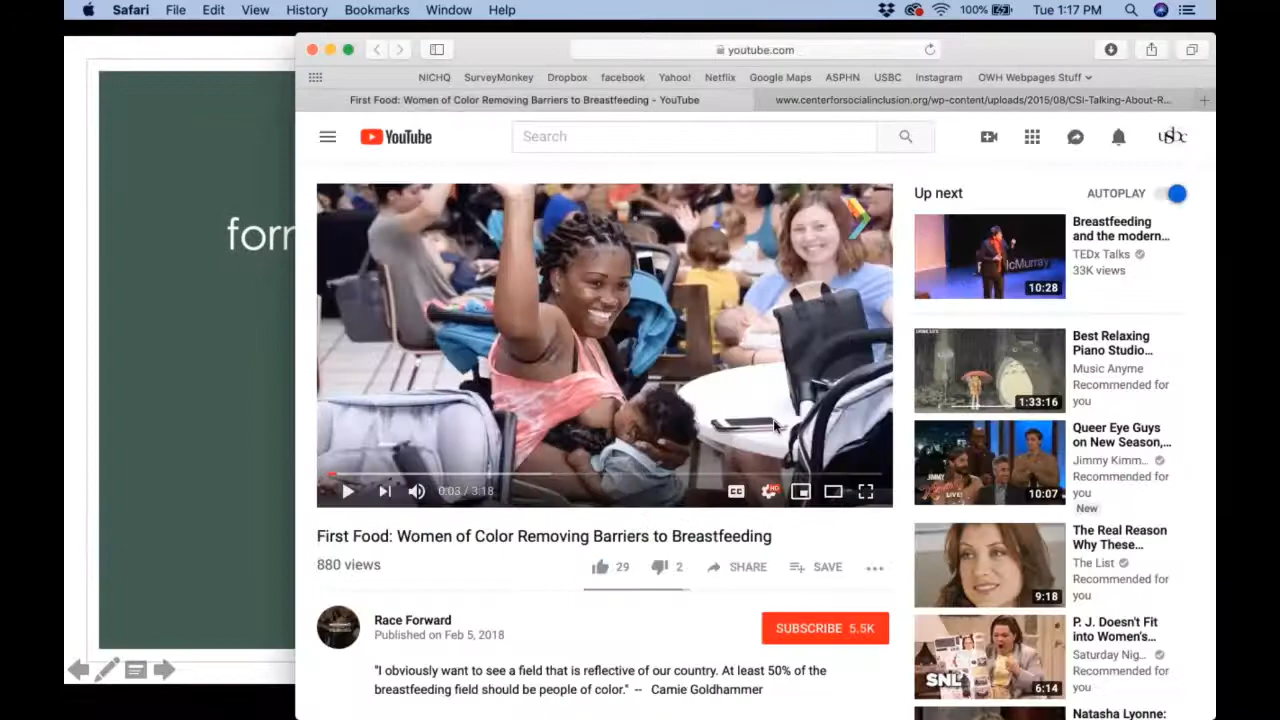 Safari File Edit View History Bookmarks Window Help 100% Tue 1:17 PM
youtube.com
NICHQ SurveyMonkey Dropbox facebook Yahoo! Netflix Google Maps ASPHN USBC Instagram OWH Webpages Stuff
First Food: Women of Color Removing Barriers to Breastfeeding - YouTube www.centerforsocialinclusion.org/wp-content/uploads/2015/08/CSI-Talking-About-R...
YouTube Search usbc
Up next AUTOPLAY
form
Breastfeeding
and the modern...
TEDx Talks
33K views
McMurray
10:28
Best Relaxing
Piano Studio...
Music Anyme
Recommended for
you
1:33:16
Queer Eye Guys
on New Season,...
Jimmy Kimm...
Recommended for
you
New
JIMMY
LIVE!
10:07
0:03 / 3:18 CC HD
The Real Reason
Why These...
The List
Recommended for
you
9:18
First Food: Women of Color Removing Barriers to Breastfeeding
880 views
29 2 SHARE SAVE
Race Forward
Published on Feb 5, 2018
SUBSCRIBE 5.5K
P. J. Doesn't Fit
into Women's...
Saturday Nig...
Recommended for
you
SNL
6:14
"I obviously want to see a field that is reflective of our country. At least 50% of the
breastfeeding field should be people of color." -- Camie Goldhammer
Natasha Lyonne: